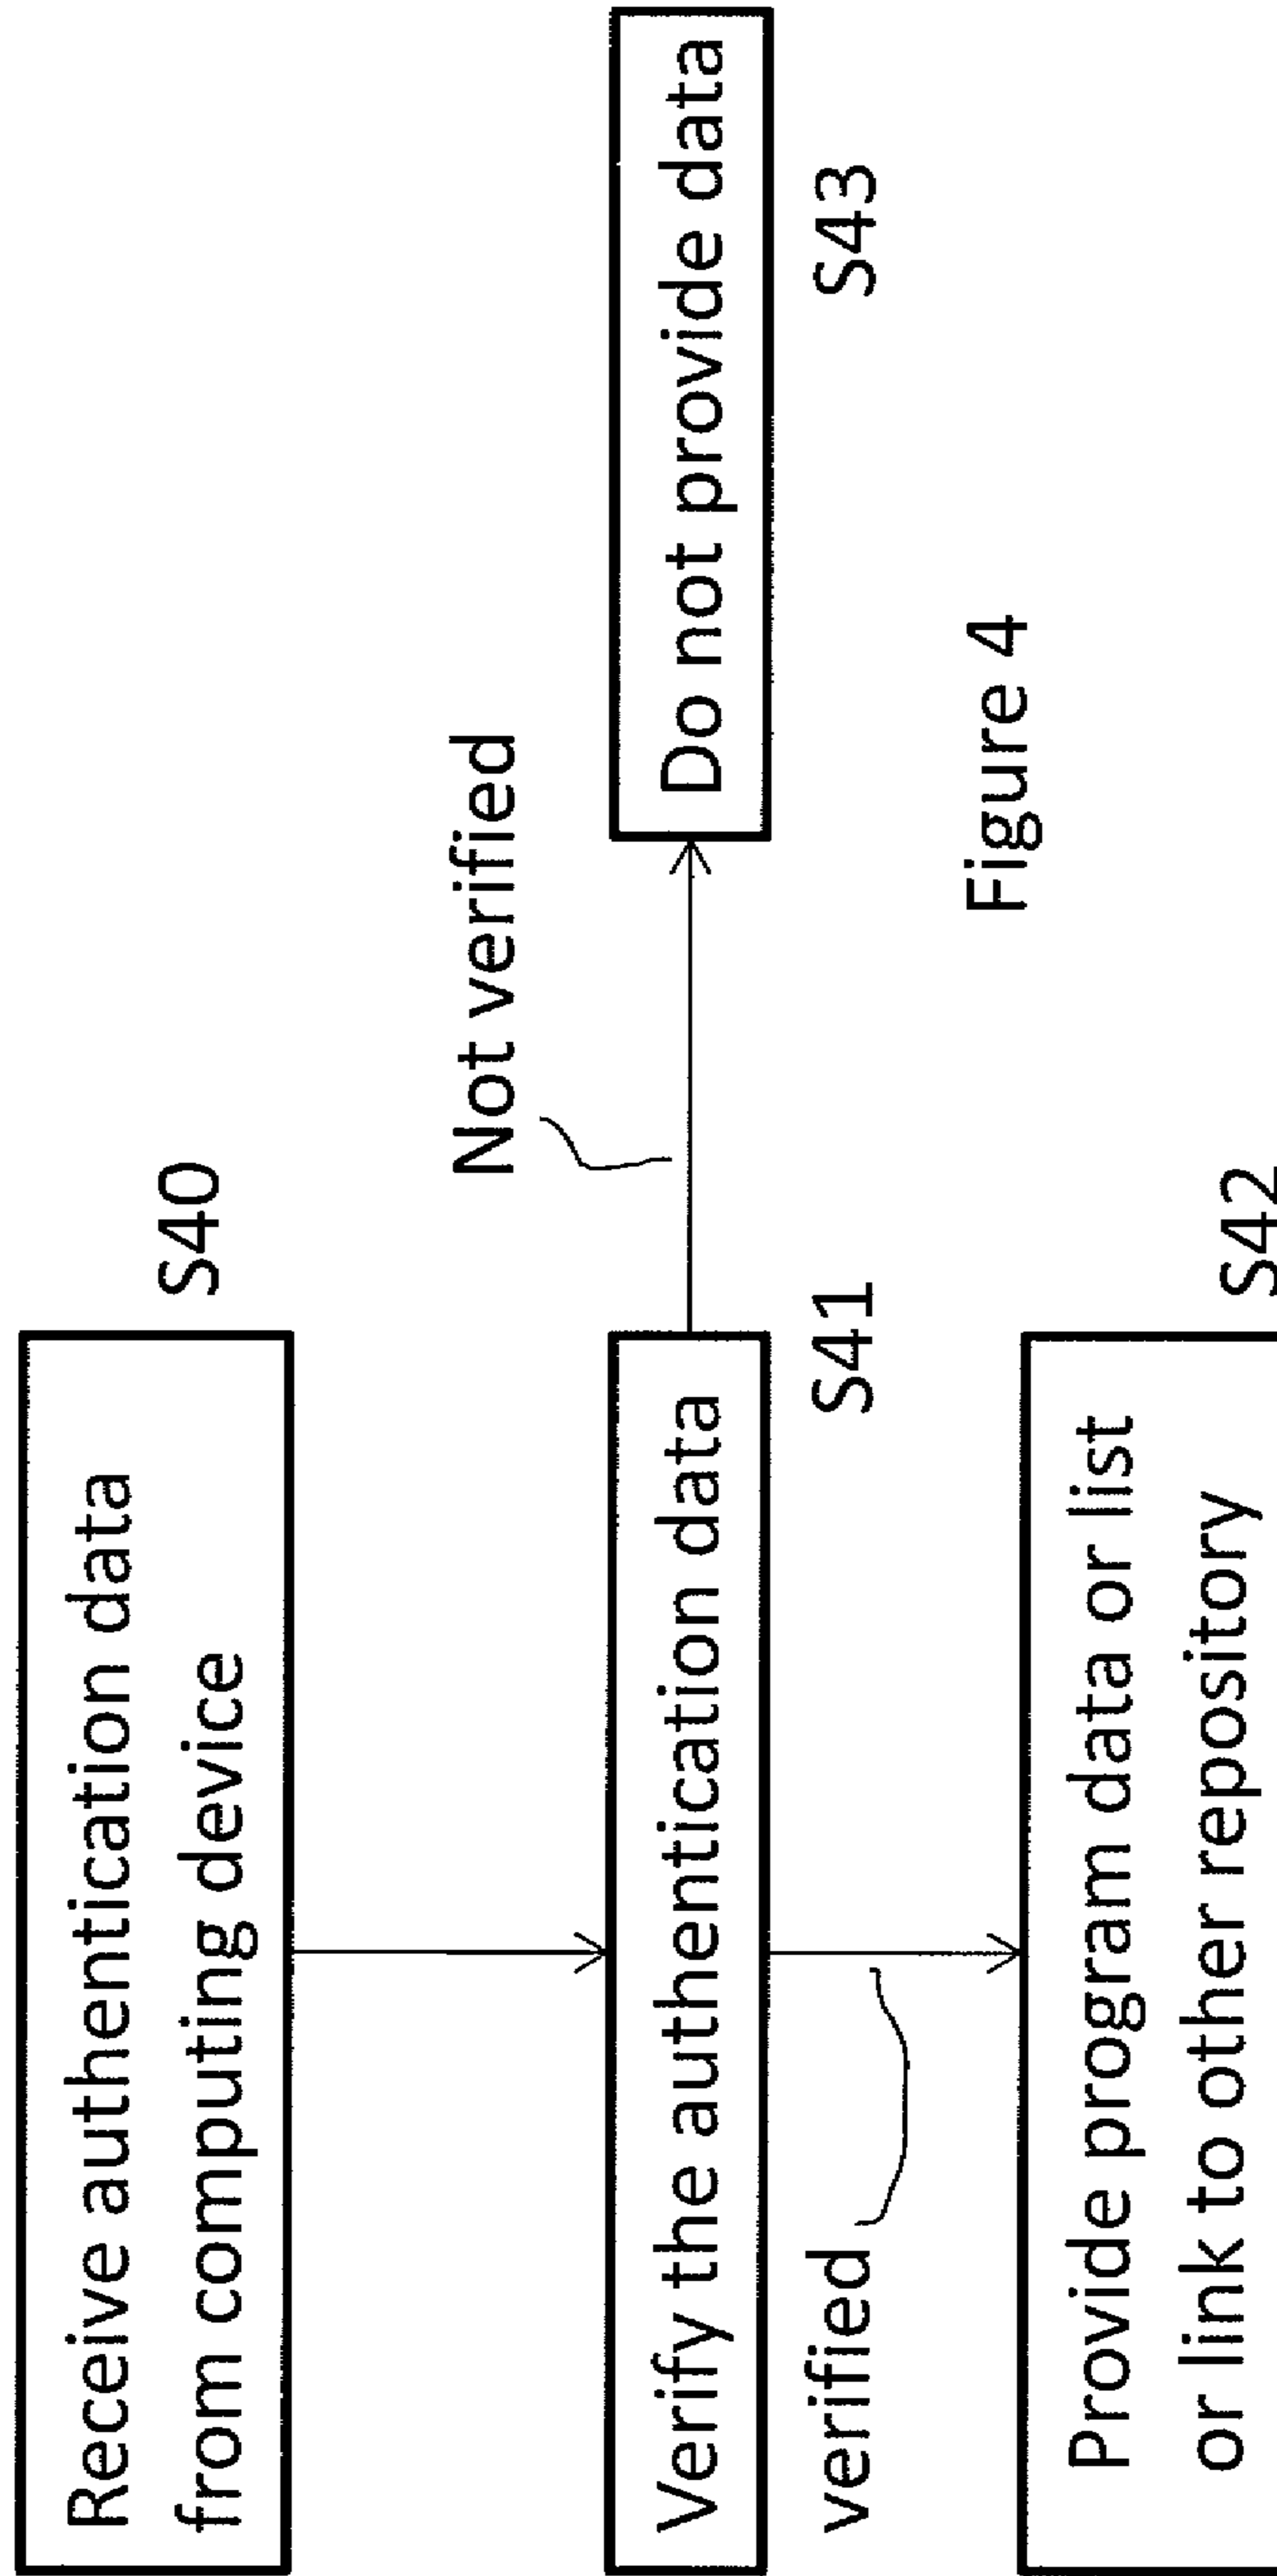 Receive authentication data
from computing device
S40
Not verified
Verify the authentication data
S41
Do not provide data
S43
verified
Provide program data or list
or link to other repository
S42
Figure 4